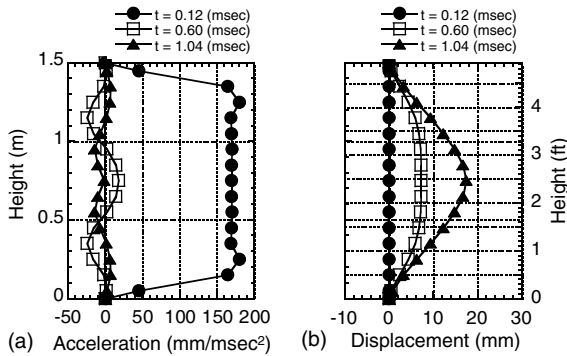 t = 0.12 (msec)
t = 0.60 (msec)
t = 1.04 (msec)
1.5
1
0.5
0
Height (m)
-50 0 50 100 150 200
(a) Acceleration (mm/msec²)
t = 0.12 (msec)
t = 0.60 (msec)
t = 1.04 (msec)
4
3
2
1
0
Height (ft)
-10 0 10 20 30
(b) Displacement (mm)